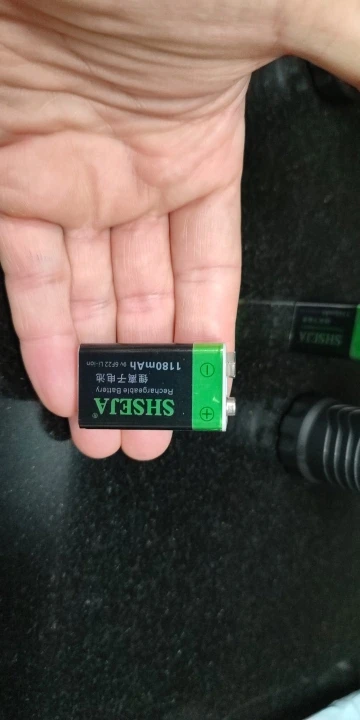 SHSEJA®
Rechargeable Battery
锂离子电池
1180mAh 9v 6F22 Li-ion